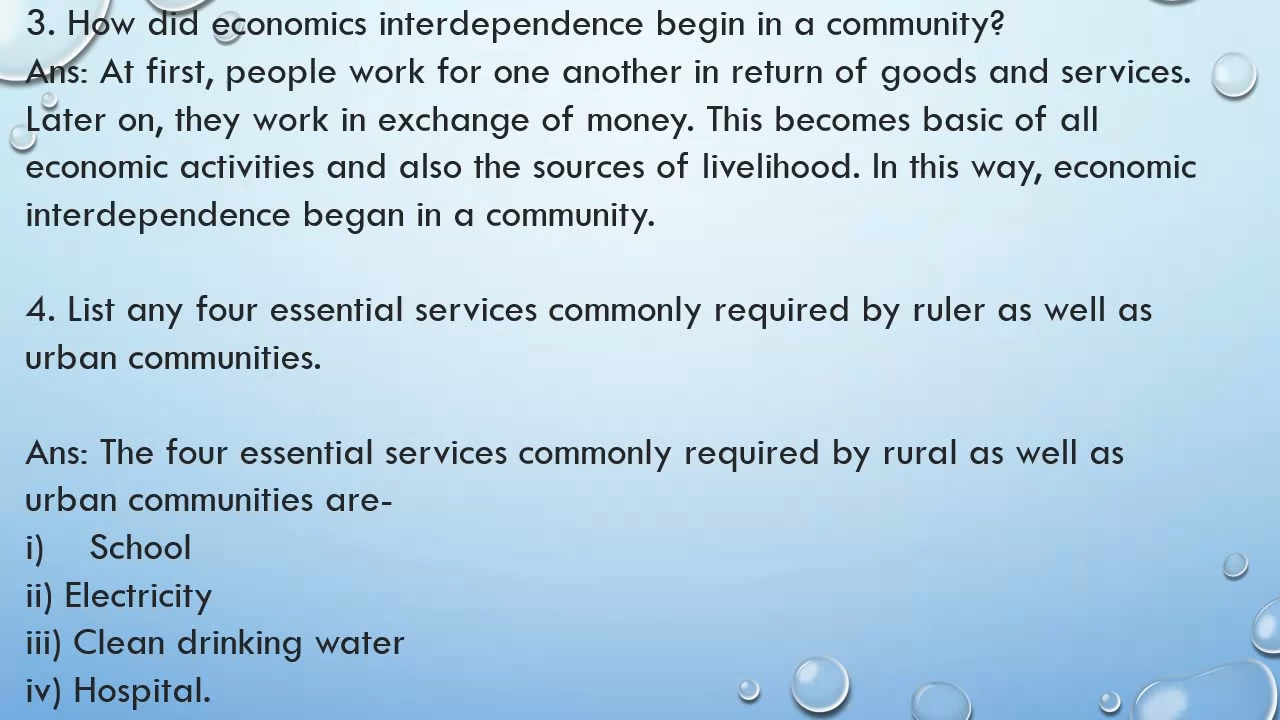 3. How did economics interdependence begin in a community?
Ans: At first, people work for one another in return of goods and services.
Later on, they work in exchange of money. This becomes basic of all
economic activities and also the sources of livelihood. In this way, economic
interdependence began in a community.
4. List any four essential services commonly required by ruler as well as
urban communities.
Ans: The four essential services commonly required by rural as well as
urban communities are-
i) School
ii) Electricity
iii) Clean drinking water
iv) Hospital.